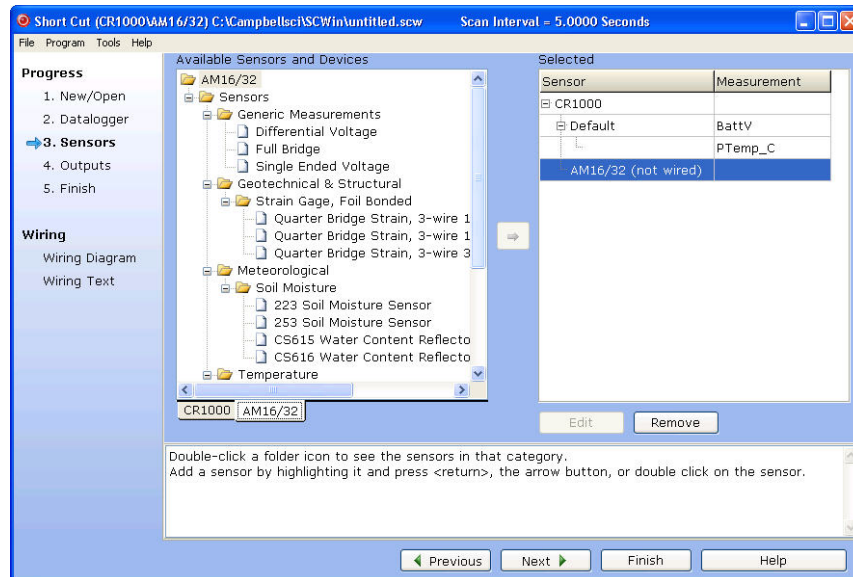 Short Cut (CR1000\AM16/32) C:\Campbellsci\SCWin\untitled.scw Scan Interval = 5.0000 Seconds
File Program Tools Help
Progress
1. New/Open
2. Datalogger
3. Sensors
4. Outputs
5. Finish
Wiring
Wiring Diagram
Wiring Text
Available Sensors and Devices
AM16/32
Sensors
Generic Measurements
Differential Voltage
Full Bridge
Single Ended Voltage
Geotechnical & Structural
Strain Gage, Foil Bonded
Quarter Bridge Strain, 3-wire 1
Quarter Bridge Strain, 3-wire 1
Quarter Bridge Strain, 3-wire 3
Meteorological
Soil Moisture
223 Soil Moisture Sensor
253 Soil Moisture Sensor
CS615 Water Content Reflecto
CS616 Water Content Reflecto
Temperature
CR1000 AM16/32
Selected
Sensor Measurement
CR1000
Default BattV
PTemp_C
AM16/32 (not wired)
Edit Remove
Double-click a folder icon to see the sensors in that category.
Add a sensor by highlighting it and press <return>, the arrow button, or double click on the sensor.
Previous Next Finish Help